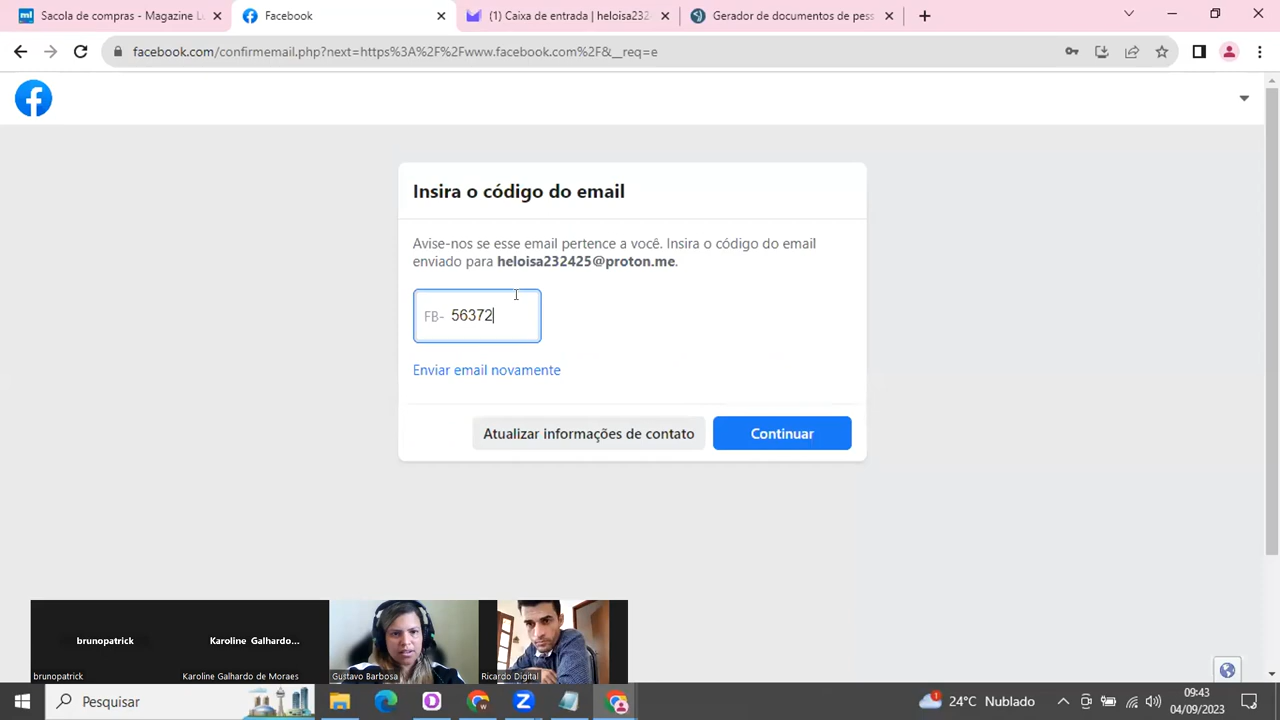 Sacola de compras - Magazine Lu
Facebook
(1) Caixa de entrada | heloisa232
Gerador de documentos de pess
facebook.com/confirmemail.php?next=https%3A%2F%2Fwww.facebook.com%2F&__req=e
Insira o código do email
Avise-nos se esse email pertence a você. Insira o código do email
enviado para heloisa232425@proton.me.
FB- 56372
Enviar email novamente
Atualizar informações de contato
Continuar
brunopatrick
Karoline Galhardo...
brunopatrick
Karoline Galhardo de Moraes
Gustavo Barbosa
Ricardo Digital
Pesquisar
24°C Nublado
09:43
04/09/2023